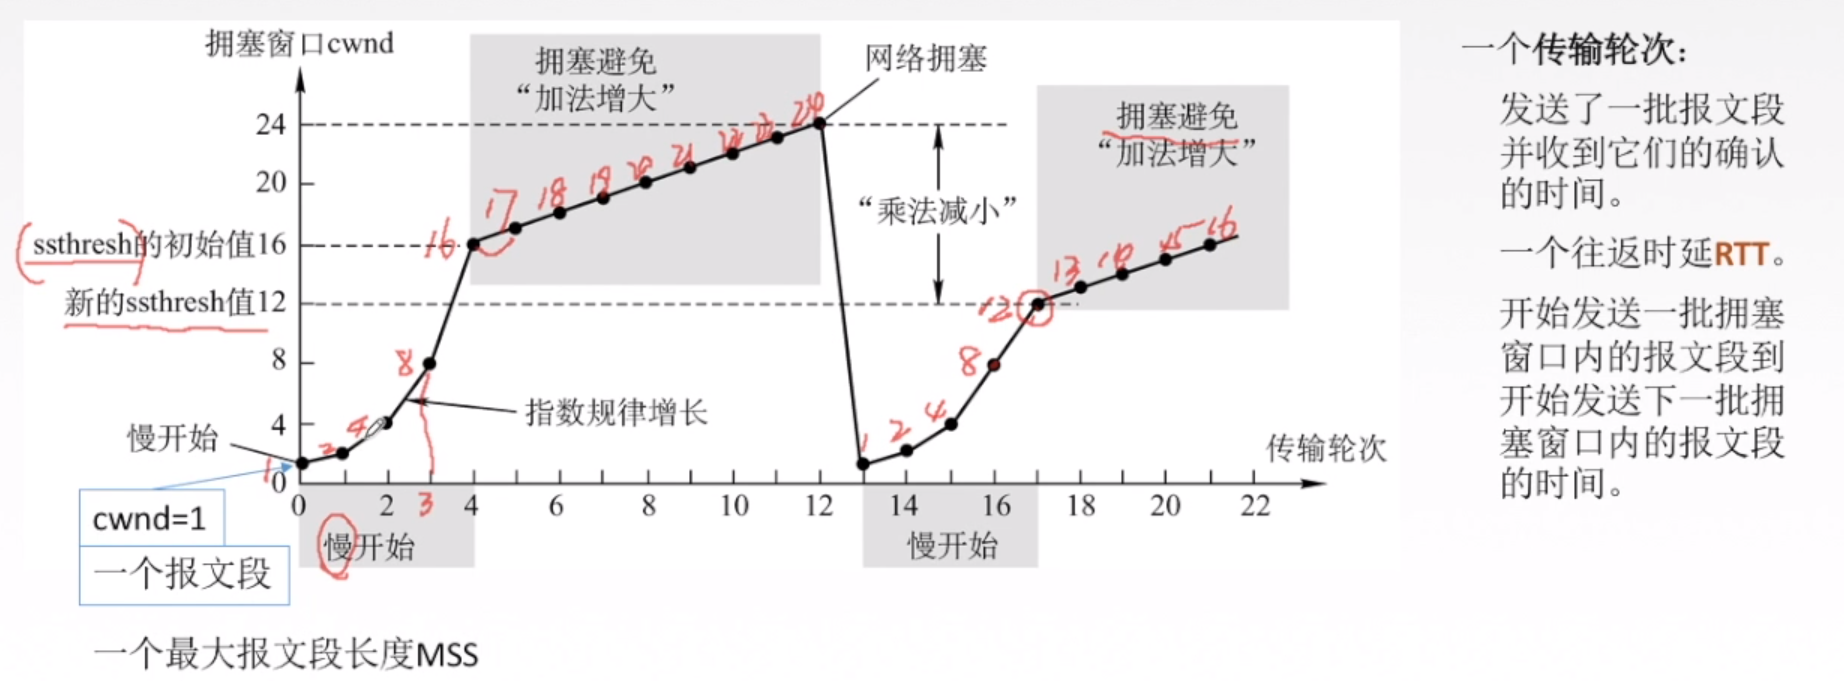 拥塞窗口cwnd
拥塞避免
“加法增大”
网络拥塞
24
20
ssthresh的初始值16
新的ssthresh值12
8
4
0
16
17
18
19
20
21
22
23
24
“乘法减小”
拥塞避免
“加法增大”
12
13
14
15
16
8
4
2
1
8
4
2
1
指数规律增长
慢开始
传输轮次
0
2
3
4
6
8
10
12
14
16
18
20
22
慢开始
慢开始
cwnd=1
一个报文段
一个最大报文段长度MSS
一个传输轮次：
发送了一批报文段
并收到它们的确认
的时间。
一个往返时延RTT。
开始发送一批拥塞
窗口内的报文段到
开始发送下一批拥
塞窗口内的报文段
的时间。